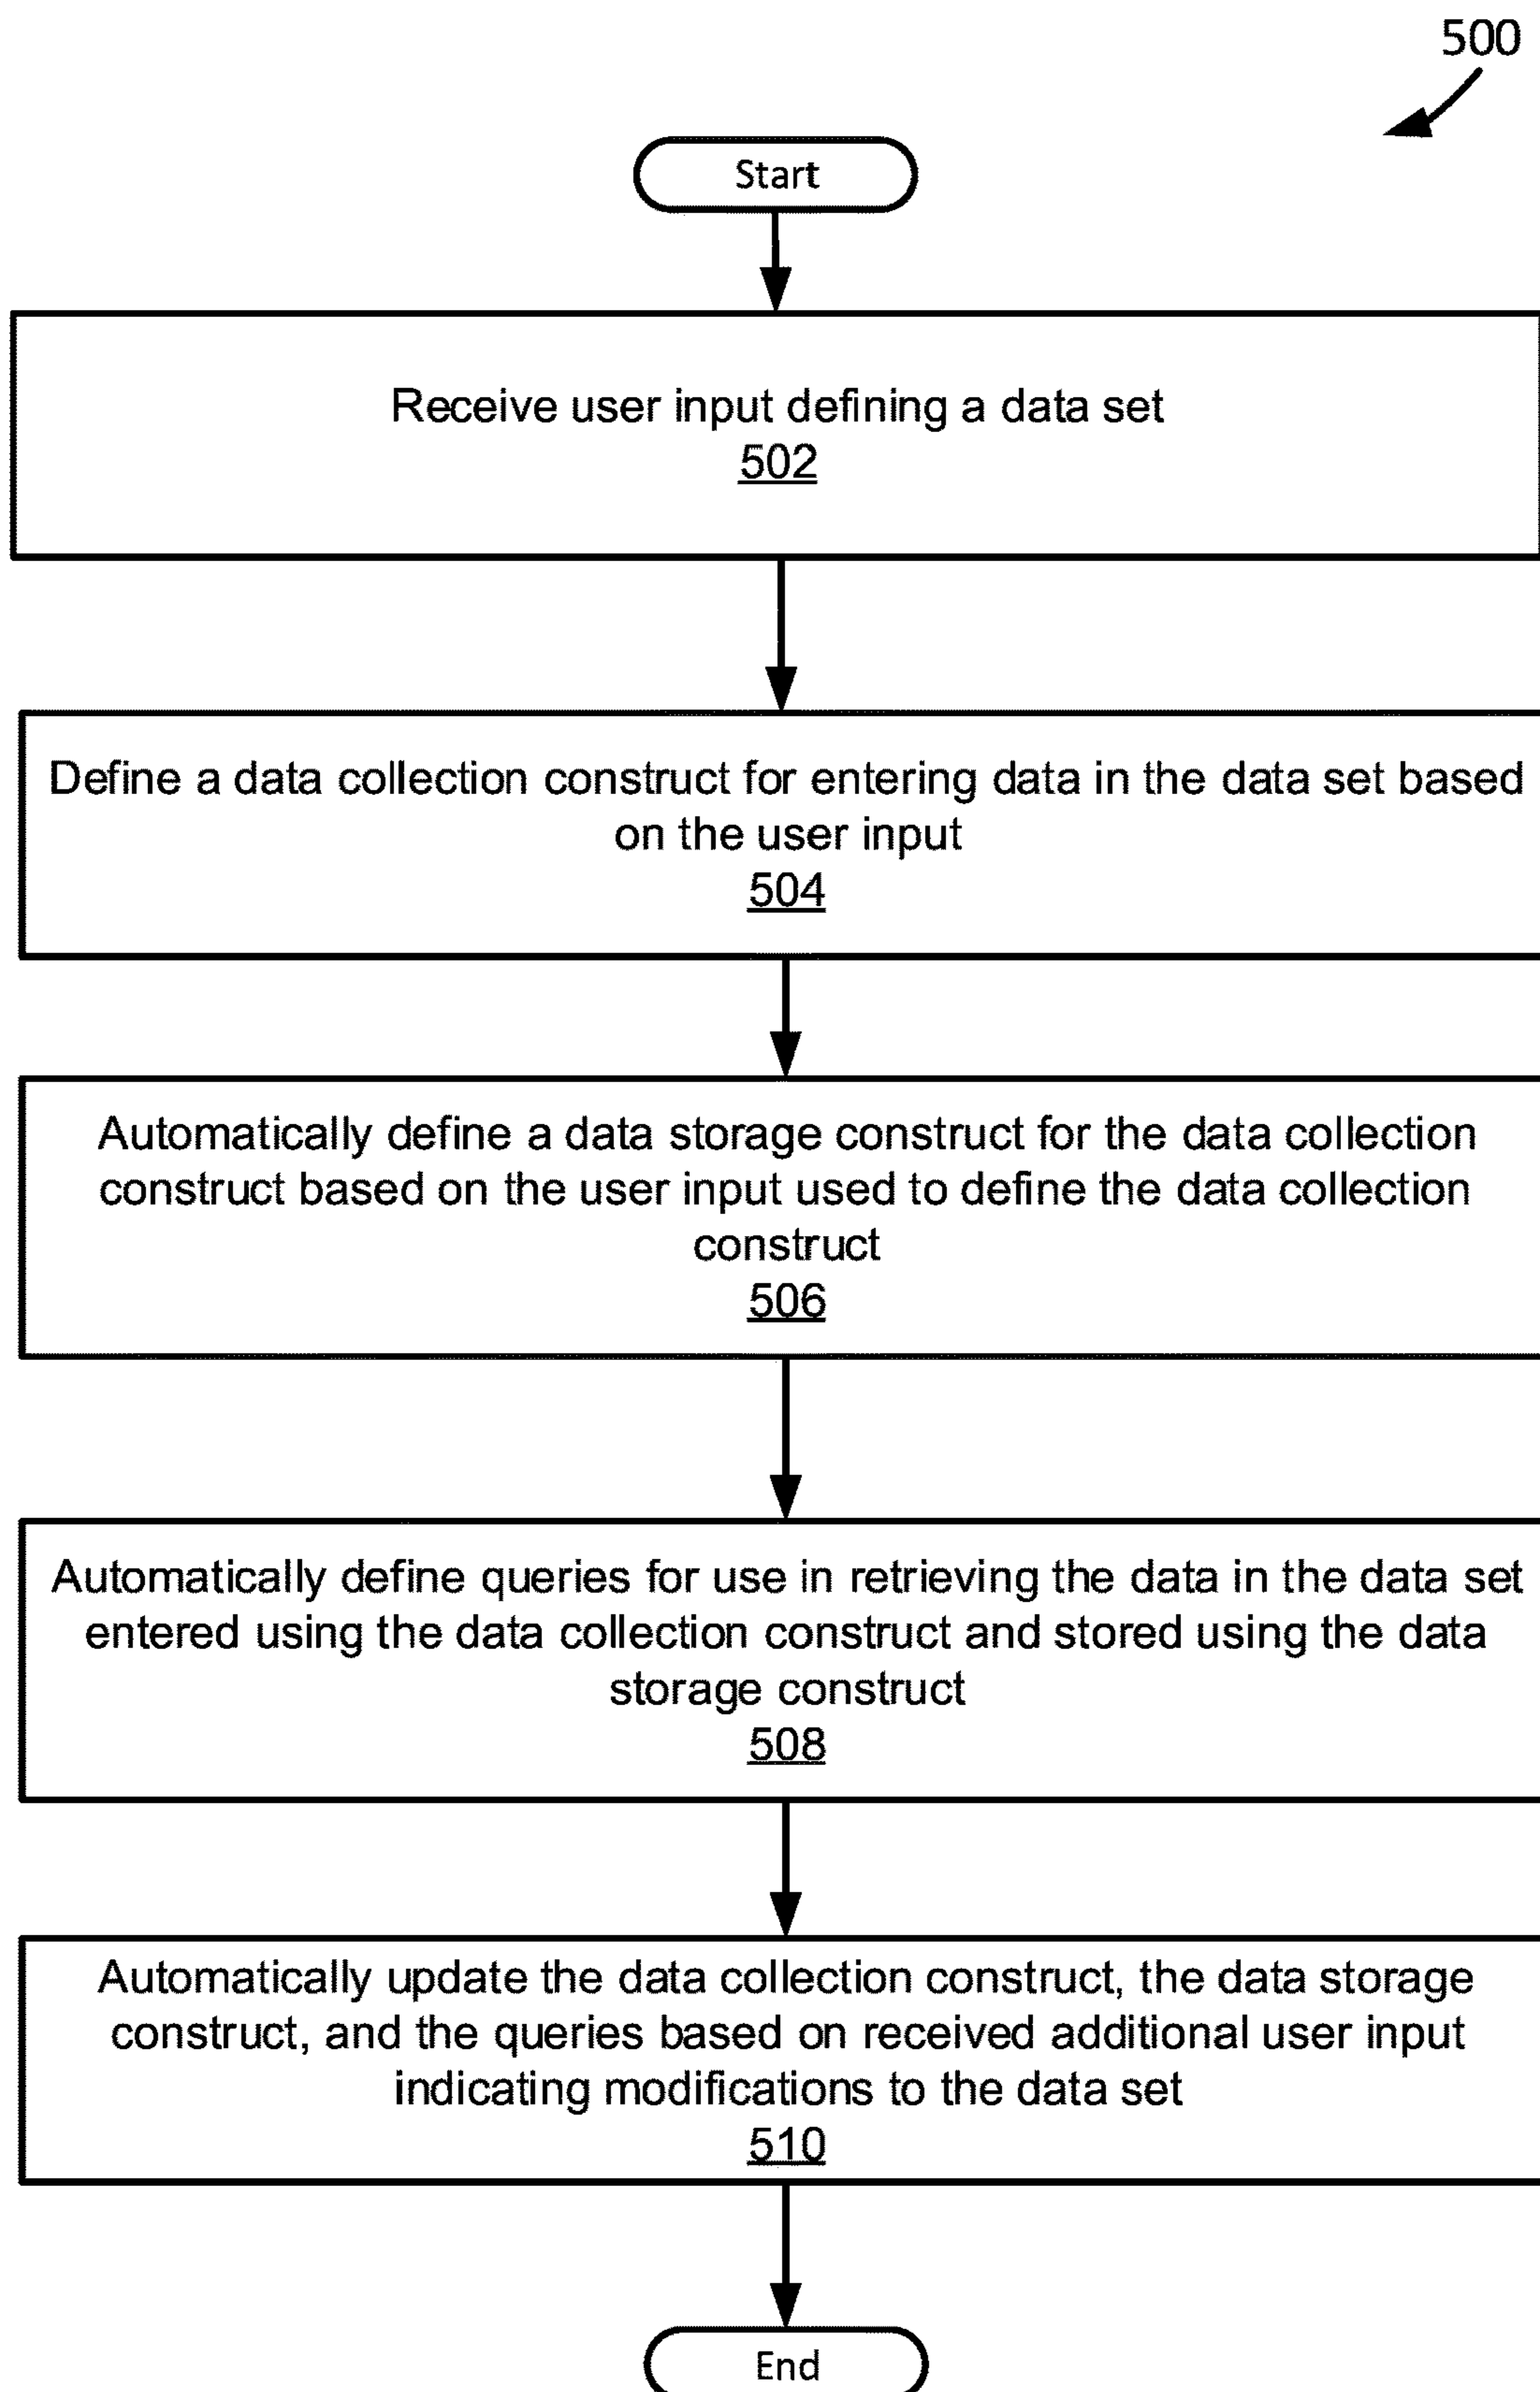 500
Start
Receive user input defining a data set
502
Define a data collection construct for entering data in the data set based
on the user input
504
Automatically define a data storage construct for the data collection
construct based on the user input used to define the data collection
construct
506
Automatically define queries for use in retrieving the data in the data set
entered using the data collection construct and stored using the data
storage construct
508
Automatically update the data collection construct, the data storage
construct, and the queries based on received additional user input
indicating modifications to the data set
510
End